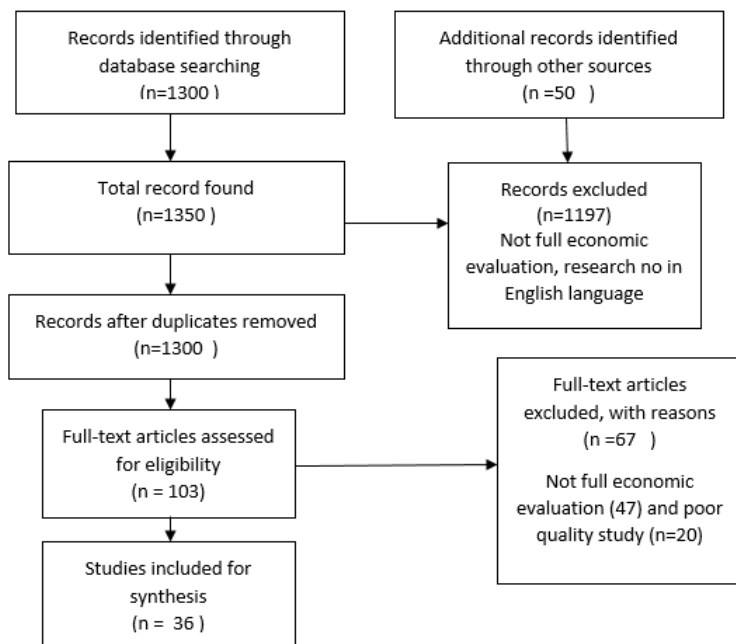 Records identified through
database searching
(n=1300 )
Additional records identified
through other sources
(n =50 )
Total record found
(n=1350 )
Records excluded
(n=1197)
Not full economic
evaluation, research no in
English language
Records after duplicates removed
(n=1300 )
Full-text articles assessed
for eligibility
(n = 103)
Full-text articles
excluded, with reasons
(n =67 )
Not full economic
evaluation (47) and poor
quality study (n=20)
Studies included for
synthesis
(n = 36 )